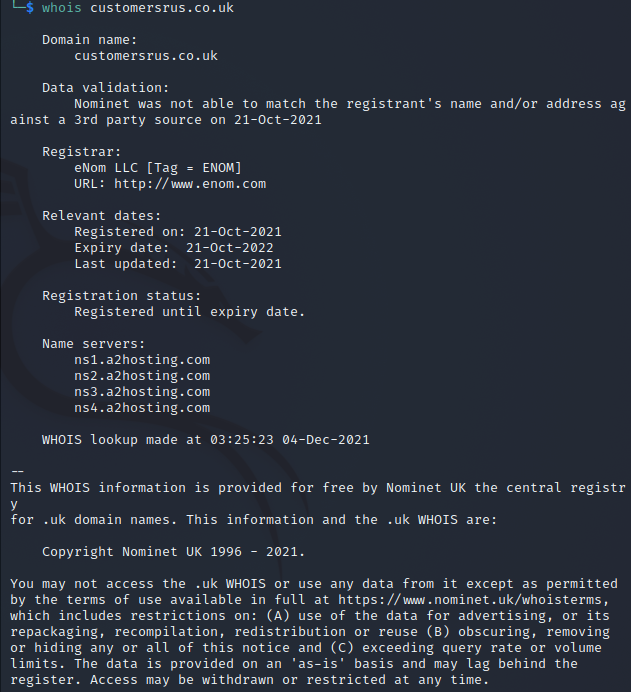 └─$ whois customersrus.co.uk
Domain name:
customersrus.co.uk
Data validation:
Nominet was not able to match the registrant's name and/or address ag
ainst a 3rd party source on 21-Oct-2021
Registrar:
eNom LLC [Tag = ENOM]
URL: http://www.enom.com
Relevant dates:
Registered on: 21-Oct-2021
Expiry date:  21-Oct-2022
Last updated:  21-Oct-2021
Registration status:
Registered until expiry date.
Name servers:
ns1.a2hosting.com
ns2.a2hosting.com
ns3.a2hosting.com
ns4.a2hosting.com
WHOIS lookup made at 03:25:23 04-Dec-2021
--
This WHOIS information is provided for free by Nominet UK the central registr
y
for .uk domain names. This information and the .uk WHOIS are:
Copyright Nominet UK 1996 - 2021.
You may not access the .uk WHOIS or use any data from it except as permitted
by the terms of use available in full at https://www.nominet.uk/whoisterms,
which includes restrictions on: (A) use of the data for advertising, or its
repackaging, recompilation, redistribution or reuse (B) obscuring, removing
or hiding any or all of this notice and (C) exceeding query rate or volume
limits. The data is provided on an 'as-is' basis and may lag behind the
register. Access may be withdrawn or restricted at any time.